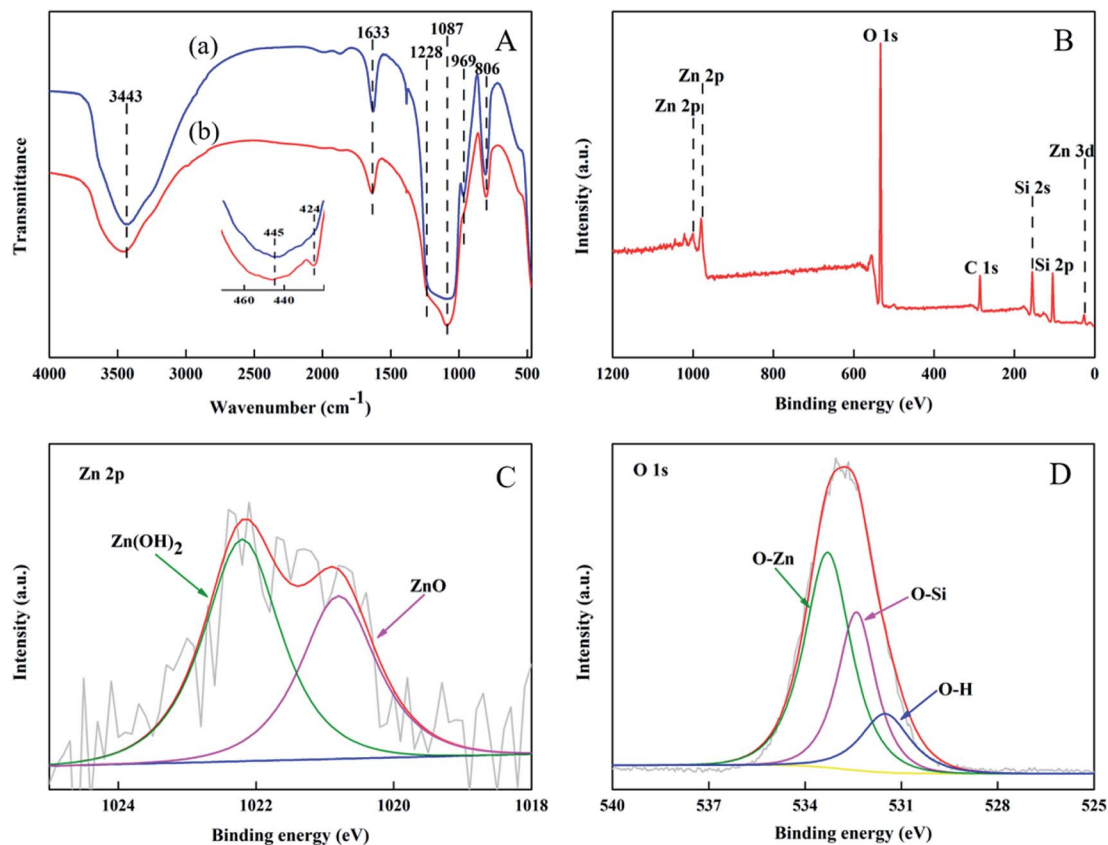 A
(a)
(b)
3443
1633
1228
1087
969
806
445
424
460
440
Transmittance
4000
3500
3000
2500
2000
1500
1000
500
Wavenumber (cm-1)
B
Zn 2p
Zn 2p
O 1s
C 1s
Si 2s
Si 2p
Zn 3d
Intensity (a.u.)
1200
1000
800
600
400
200
0
Binding energy (eV)
Zn 2p
C
Zn(OH)2
ZnO
Intensity (a.u.)
1024
1022
1020
1018
Binding energy (eV)
O 1s
D
O-Zn
O-Si
O-H
Intensity (a.u.)
540
537
534
531
528
525
Binding energy (eV)